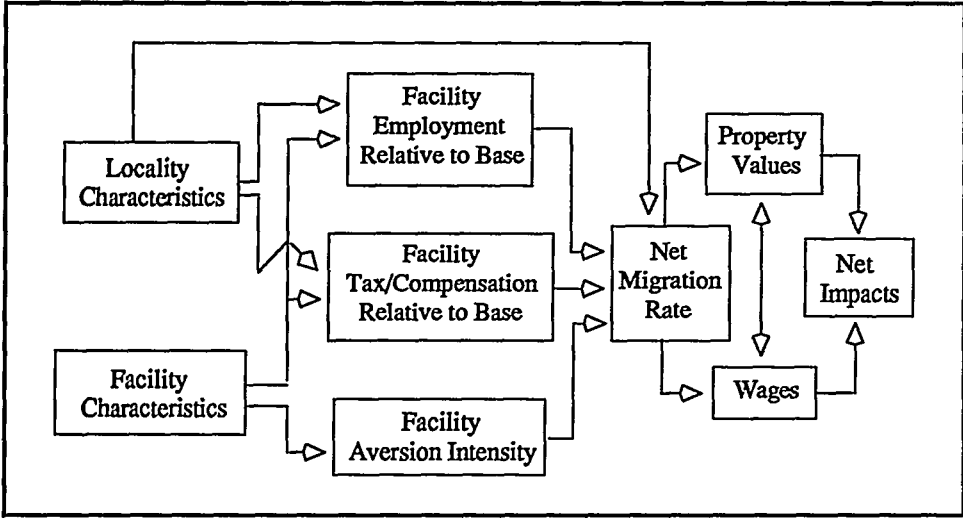 Locality
Characteristics
Facility
Characteristics
Facility
Employment
Relative to Base
Facility
Tax/Compensation
Relative to Base
Facility
Aversion Intensity
Net
Migration
Rate
Property
Values
Wages
Net
Impacts